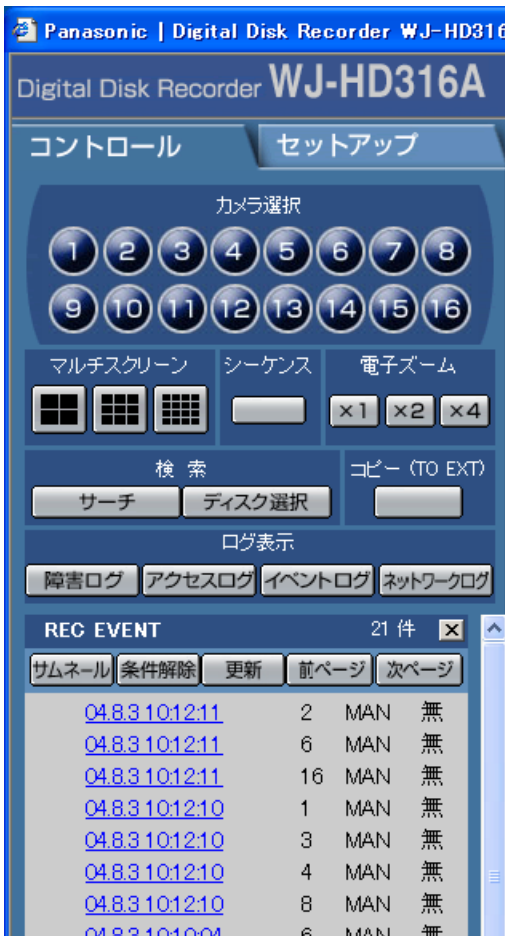 Panasonic | Digital Disk Recorder WJ-HD316
Digital Disk Recorder WJ-HD316A
コントロール セットアップ
カメラ選択
1 2 3 4 5 6 7 8
9 10 11 12 13 14 15 16
マルチスクリーン シーケンス 電子ズーム
×1 ×2 ×4
検 索 コピー (TO EXT)
サーチ ディスク選択
ログ表示
障害ログ アクセスログ イベントログ ネットワークログ
REC EVENT 21 件
サムネール 条件解除 更新 前ページ 次ページ
04.8.3 10:12:11 2 MAN 無
04.8.3 10:12:11 6 MAN 無
04.8.3 10:12:11 16 MAN 無
04.8.3 10:12:10 1 MAN 無
04.8.3 10:12:10 3 MAN 無
04.8.3 10:12:10 4 MAN 無
04.8.3 10:12:10 8 MAN 無
04.8.3 10:10:04 6 MAN 無